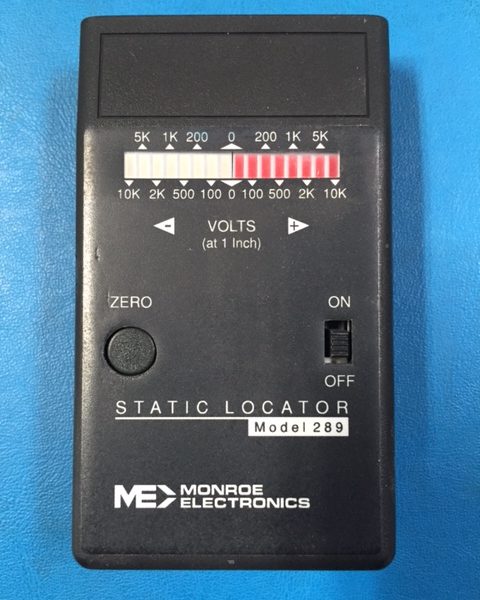 5K 1K 200 0 200 1K 5K
10K 2K 500 100 0 100 500 2K 10K
- VOLTS +
(at 1 Inch)
ZERO ON
OFF
STATIC LOCATOR
Model 289
ME MONROE
ELECTRONICS